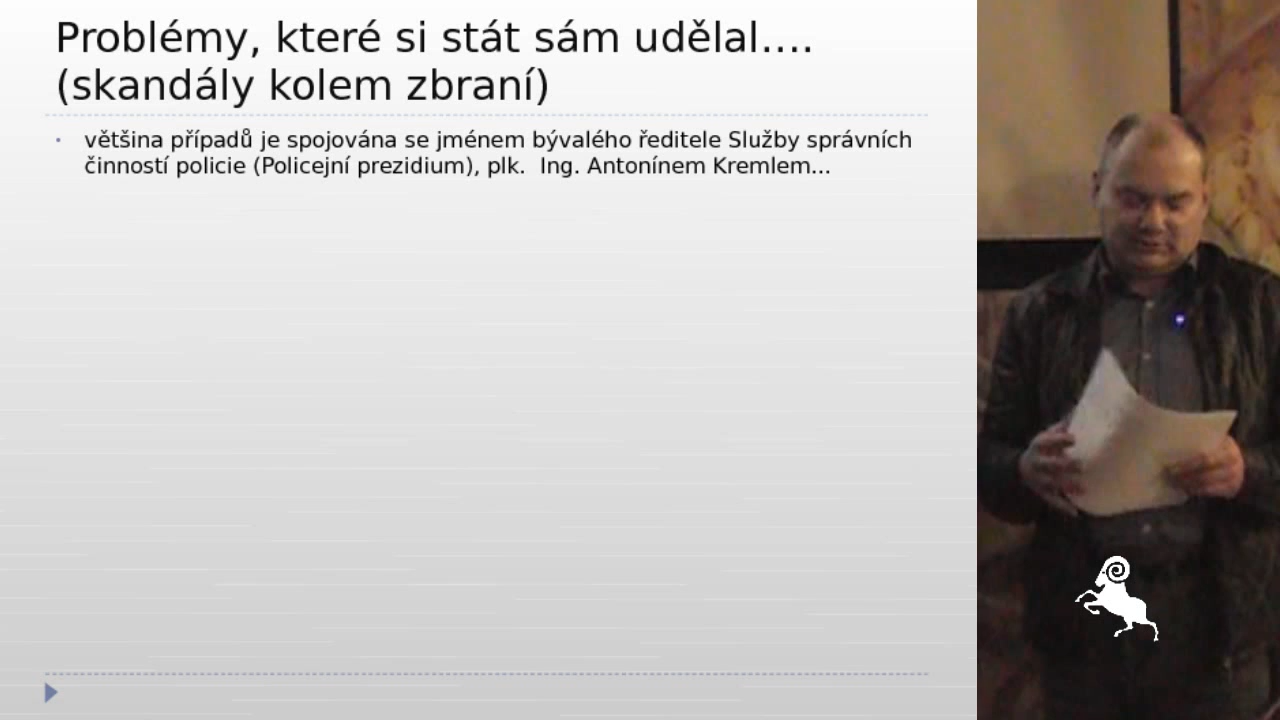 Problémy, které si stát sám udělal....
(skandály kolem zbraní)
• většina případů je spojována se jménem bývalého ředitele Služby správních
činností policie (Policejní prezidium), plk.  Ing. Antonínem Kremlem...